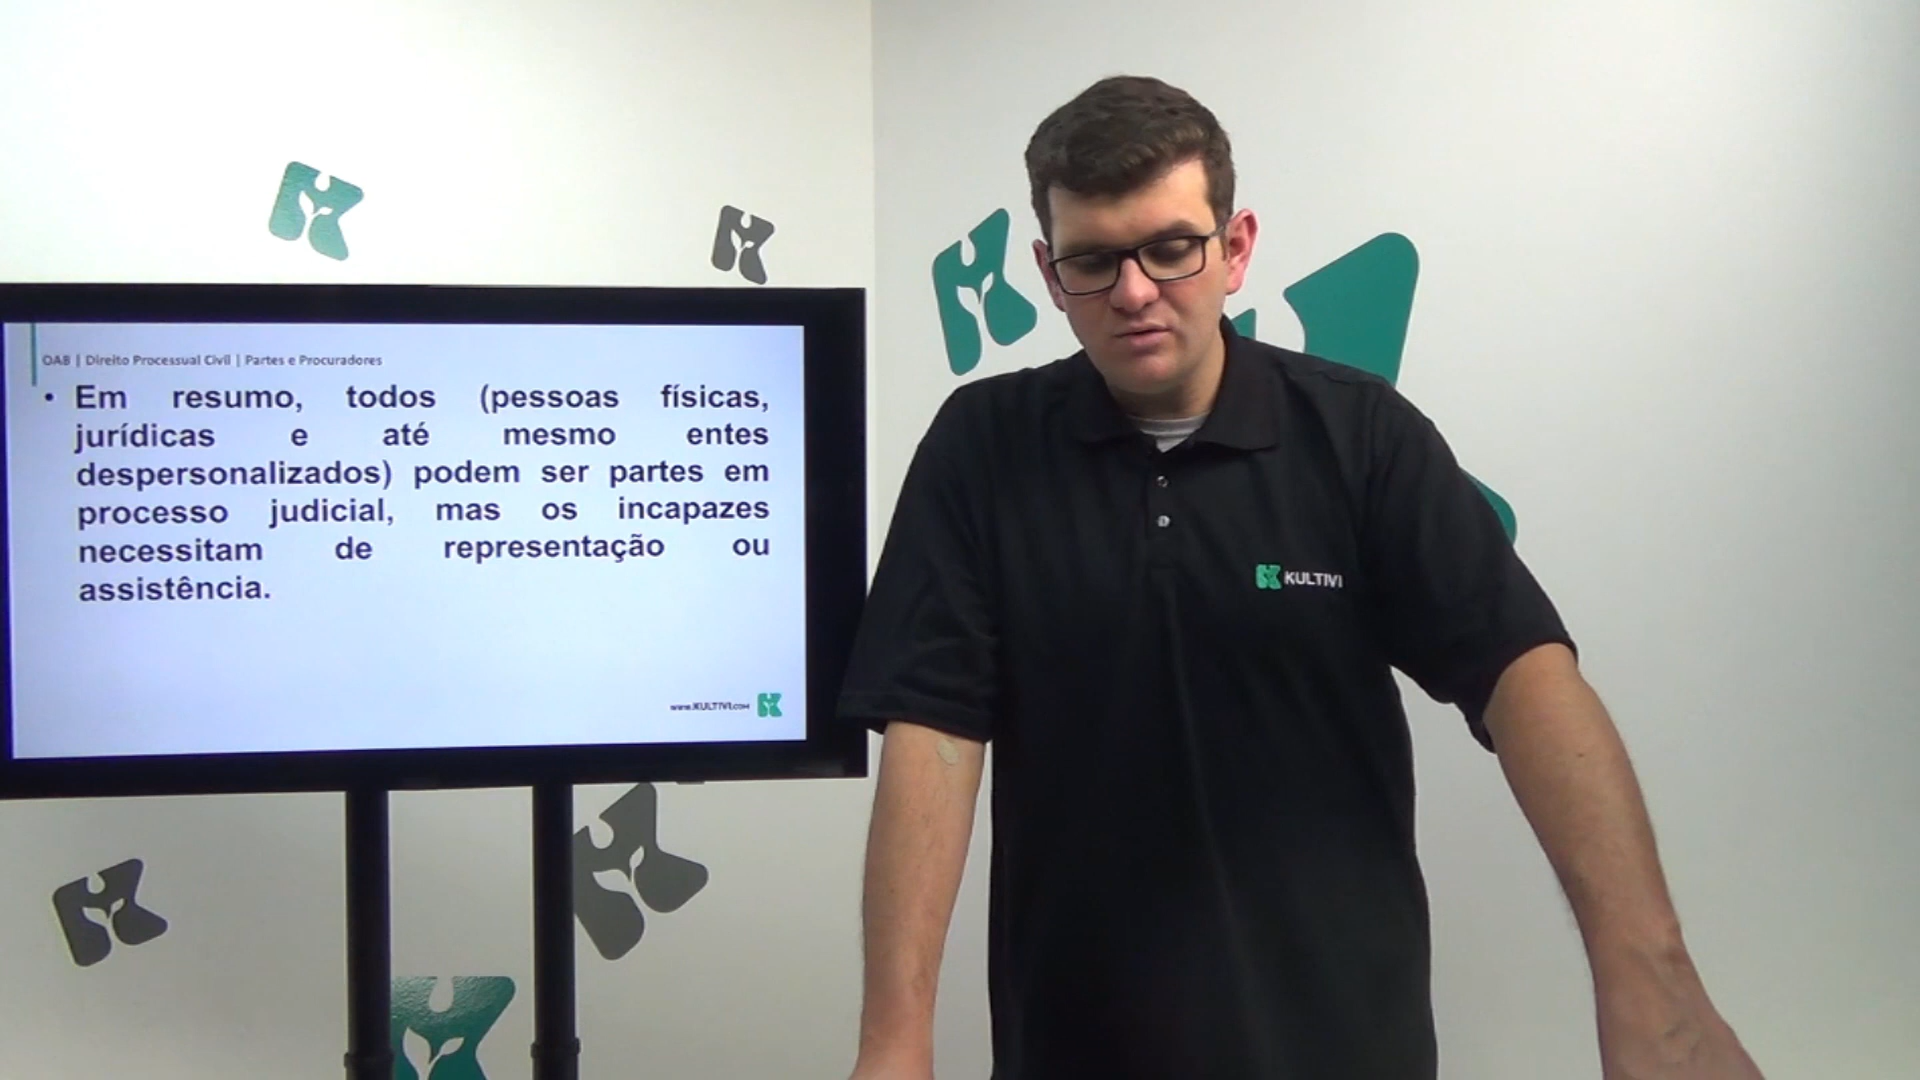 OAB | Direito Processual Civil | Partes e Procuradores
• Em resumo, todos (pessoas físicas,
jurídicas e até mesmo entes
despersonalizados) podem ser partes em
processo judicial, mas os incapazes
necessitam de representação ou
assistência.
www.KULTIVI.COM
KULTIVI